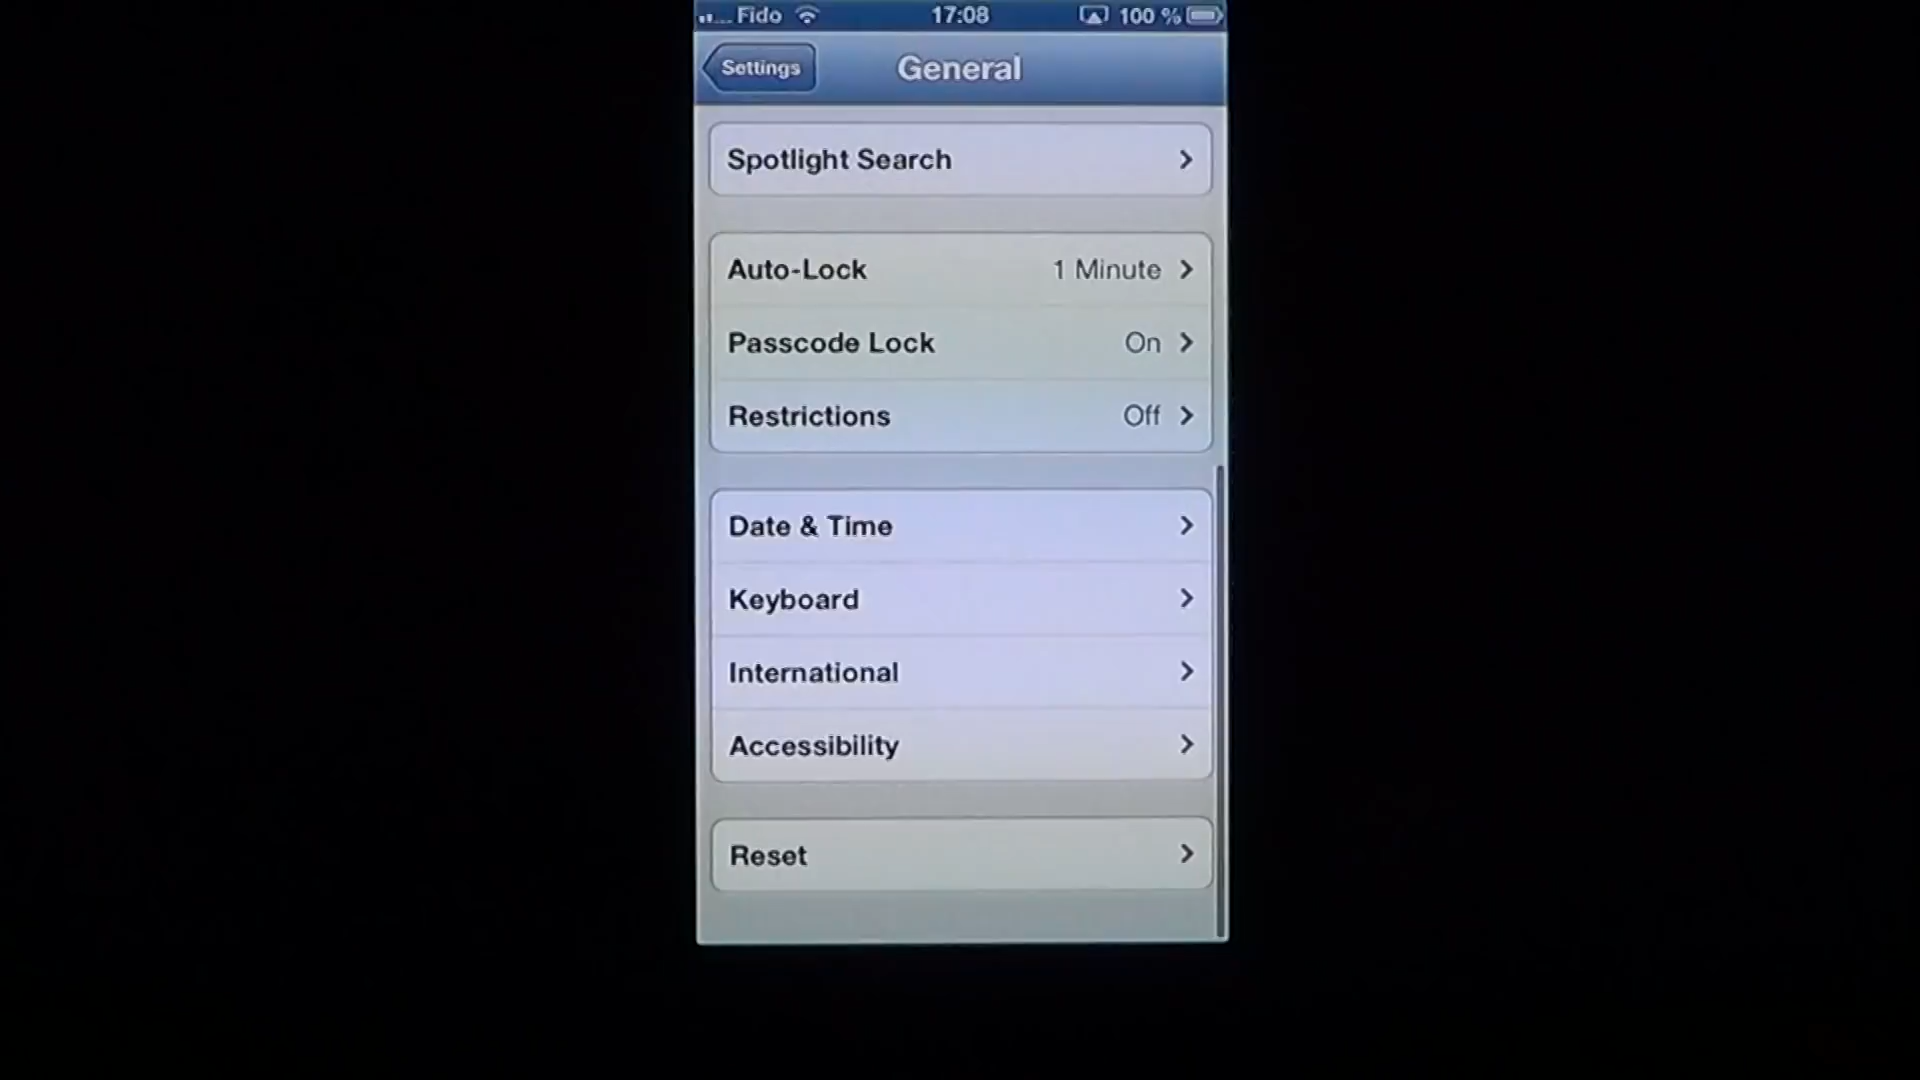 Fido 17:08 100 %
Settings General
Spotlight Search
Auto-Lock 1 Minute
Passcode Lock On
Restrictions Off
Date & Time
Keyboard
International
Accessibility
Reset